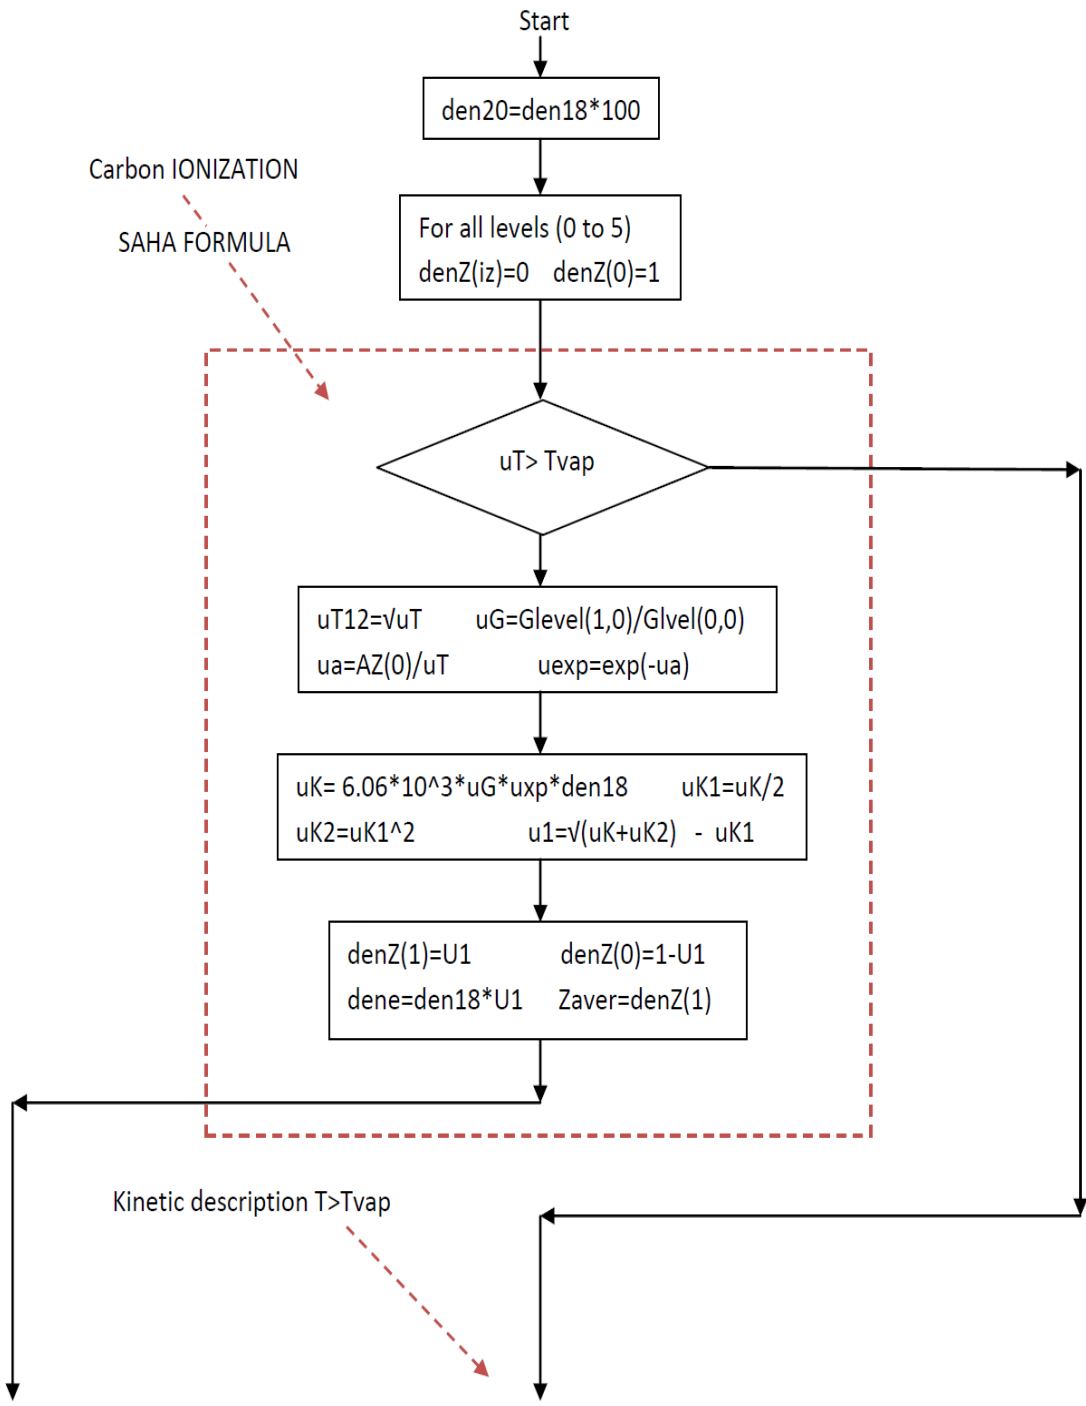 Start
den20=den18*100
Carbon IONIZATION
For all levels (0 to 5)
SAHA FORMULA
denZ(iz)=0 denZ(0)=1
uT> Tvap
uT12=√uT uG=Glevel(1,0)/Glvel(0,0)
ua=AZ(0)/uT uexp=exp(-ua)
uK= 6.06*10^3*uG*uxp*den18 uK1=uK/2
uK2=uK1^2 u1=√(uK+uK2) - uK1
denZ(1)=U1 denZ(0)=1-U1
dene=den18*U1 Zaver=denZ(1)
Kinetic description T>Tvap